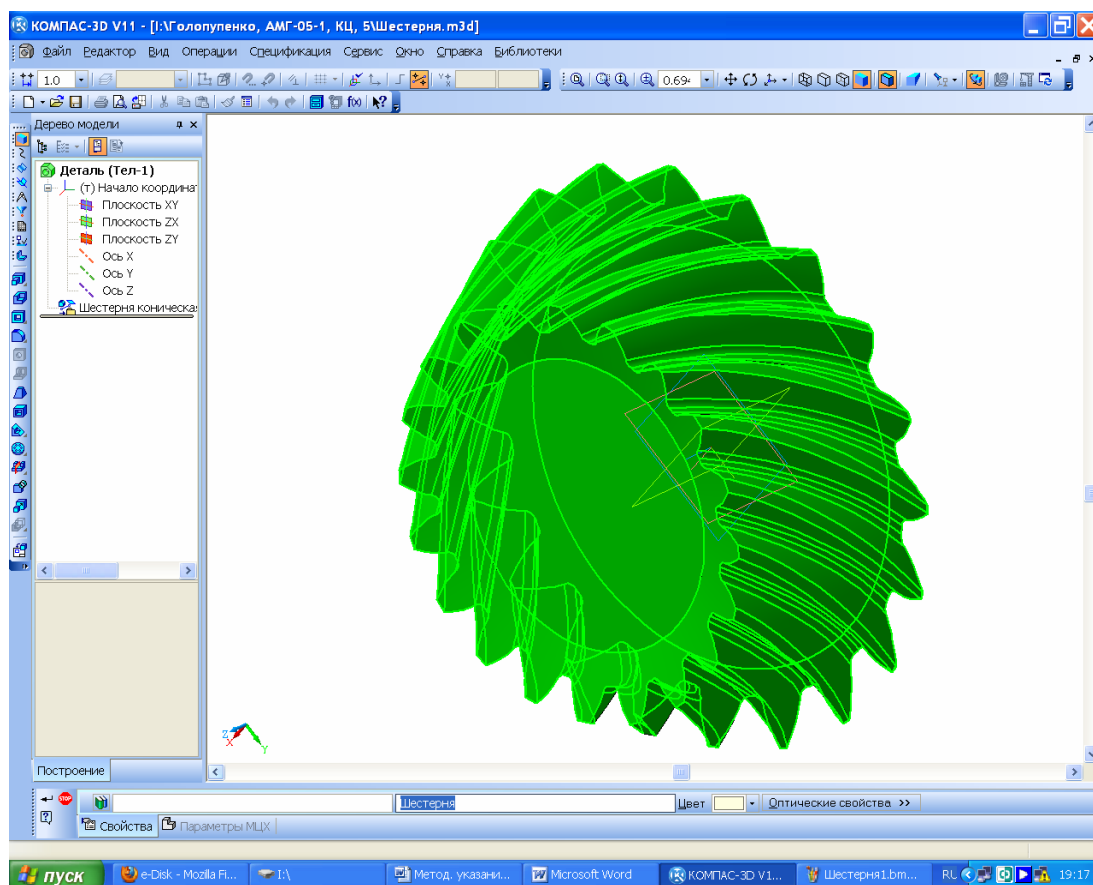 КОМПАС-3D V11 - [I:\Голопупенко, АМГ-05-1, КЦ, 5\Шестерня.m3d]
Файл Редактор Вид Операции Спецификация Сервис Окно Справка Библиотеки
1.0 0.69
f(x)
Дерево модели
Деталь (Тел-1)
(т) Начало координат
Плоскость XY
Плоскость ZX
Плоскость ZY
Ось X
Ось Y
Ось Z
Шестерня коническая
Z
X
Y
Построение
STOP
Шестерня
Цвет
Оптические свойства >>
Свойства
Параметры МЦХ
пуск
e-Disk - Mozilla Fi...
I:\
Метод. указани...
Microsoft Word
КОМПАС-3D V1...
Шестерня1.bm...
RU
19:17